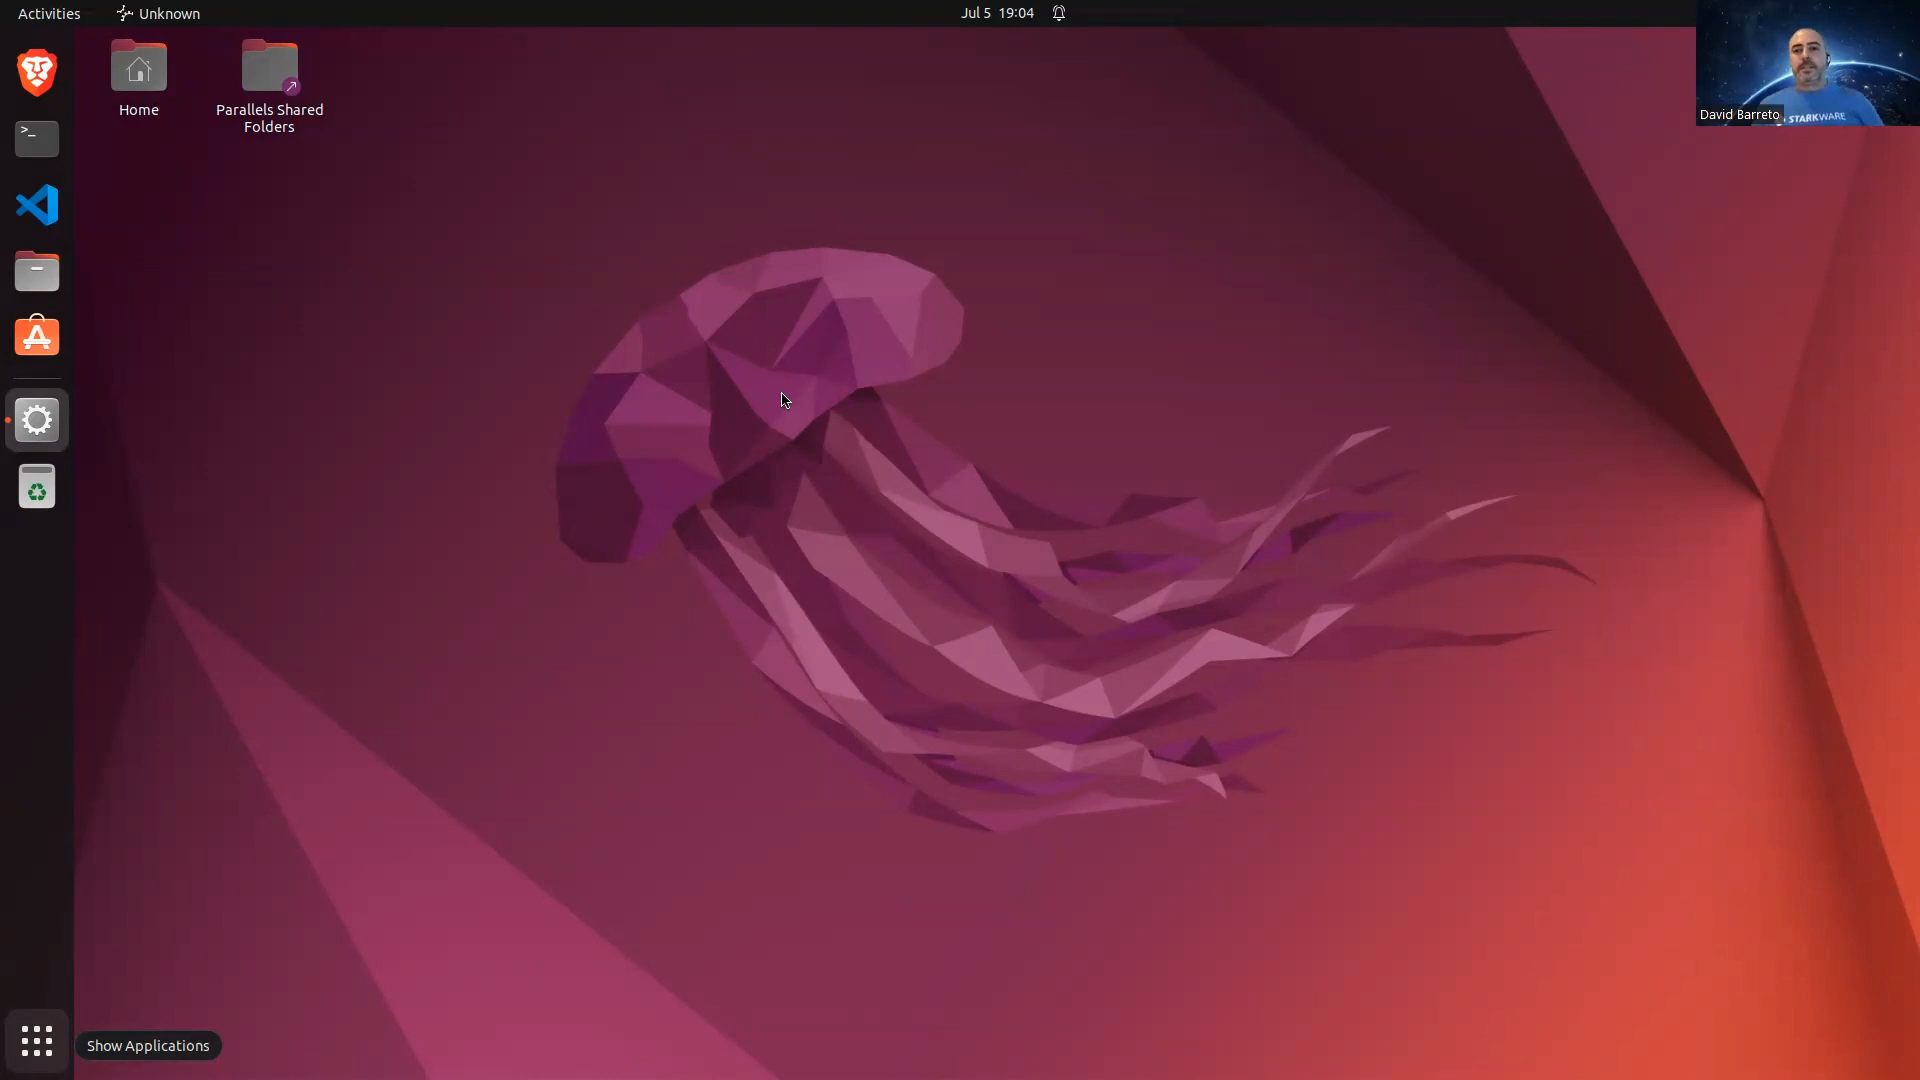 Activities
Unknown
Jul 5 19:04
Home
Parallels Shared
Folders
>_
David Barreto
STARKWARE
Show Applications